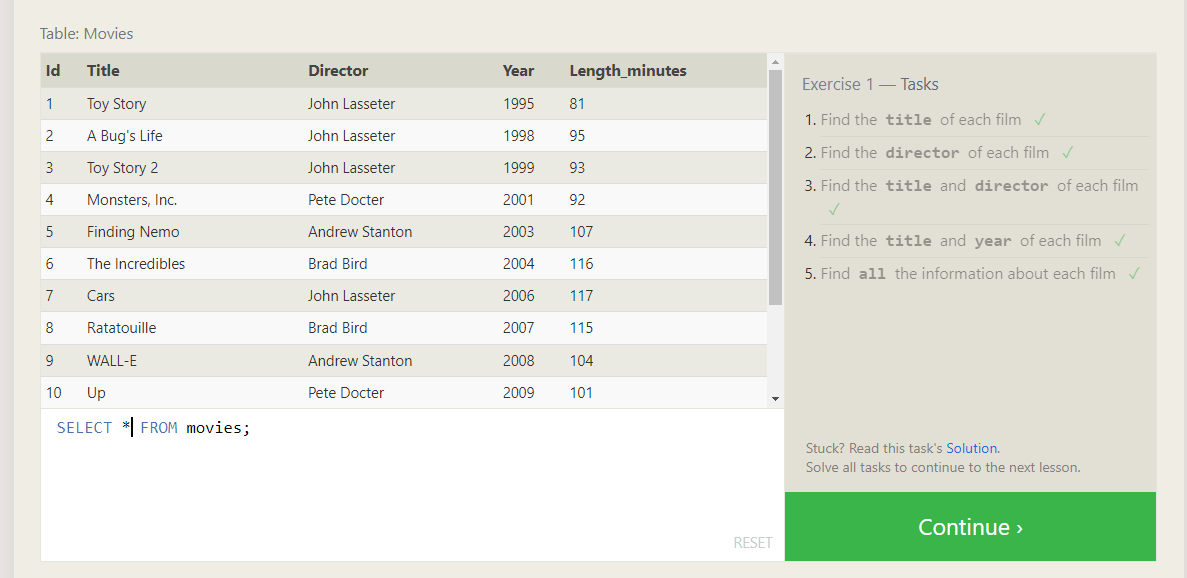 Table: Movies
Id Title Director Year Length_minutes
1 Toy Story John Lasseter 1995 81
2 A Bug's Life John Lasseter 1998 95
3 Toy Story 2 John Lasseter 1999 93
4 Monsters, Inc. Pete Docter 2001 92
5 Finding Nemo Andrew Stanton 2003 107
6 The Incredibles Brad Bird 2004 116
7 Cars John Lasseter 2006 117
8 Ratatouille Brad Bird 2007 115
9 WALL-E Andrew Stanton 2008 104
10 Up Pete Docter 2009 101
SELECT * FROM movies;
RESET
Exercise 1 — Tasks
1. Find the title of each film ✓
2. Find the director of each film ✓
3. Find the title and director of each film
✓
4. Find the title and year of each film ✓
5. Find all the information about each film ✓
Stuck? Read this task's Solution.
Solve all tasks to continue to the next lesson.
Continue ›